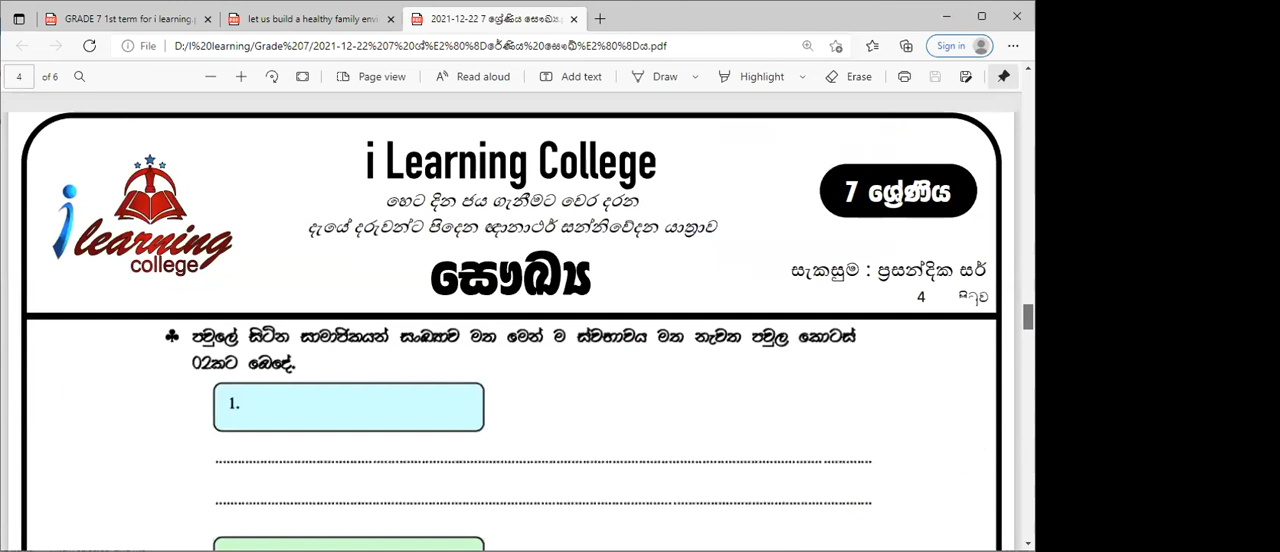 GRADE 7 1st term for i learning.p
let us build a healthy family envi
2021-12-22 7 ශ්‍රේණිය සෞඛ්‍ය.p
File
D:/I%20learning/Grade%207/2021-12-22%207%20ශ්%E2%80%8Dරේණිය%20සෞඛ්%E2%80%8Dය.pdf
Sign in
4 of 6
Page view
Read aloud
Add text
Draw
Highlight
Erase
i Learning College
හෙට දින ජය ගැනීමට වෙර දරන
7 ශ්‍රේණිය
දැයේ දරුවන්ට පිදෙන ඥානාර්ථ සන්නිවේදන යාත්‍රාව
i learning
college
සෞඛ්‍ය
සැකසුම : ප්‍රසන්දික සර්
4 පිටුව
♣ පවුලේ සිටින සාමාජිකයන් සංඛ්‍යාව මත මෙන් ම ස්වභාවය මත නැවත පවුල කොටස්
02කට බෙදේ.
1.